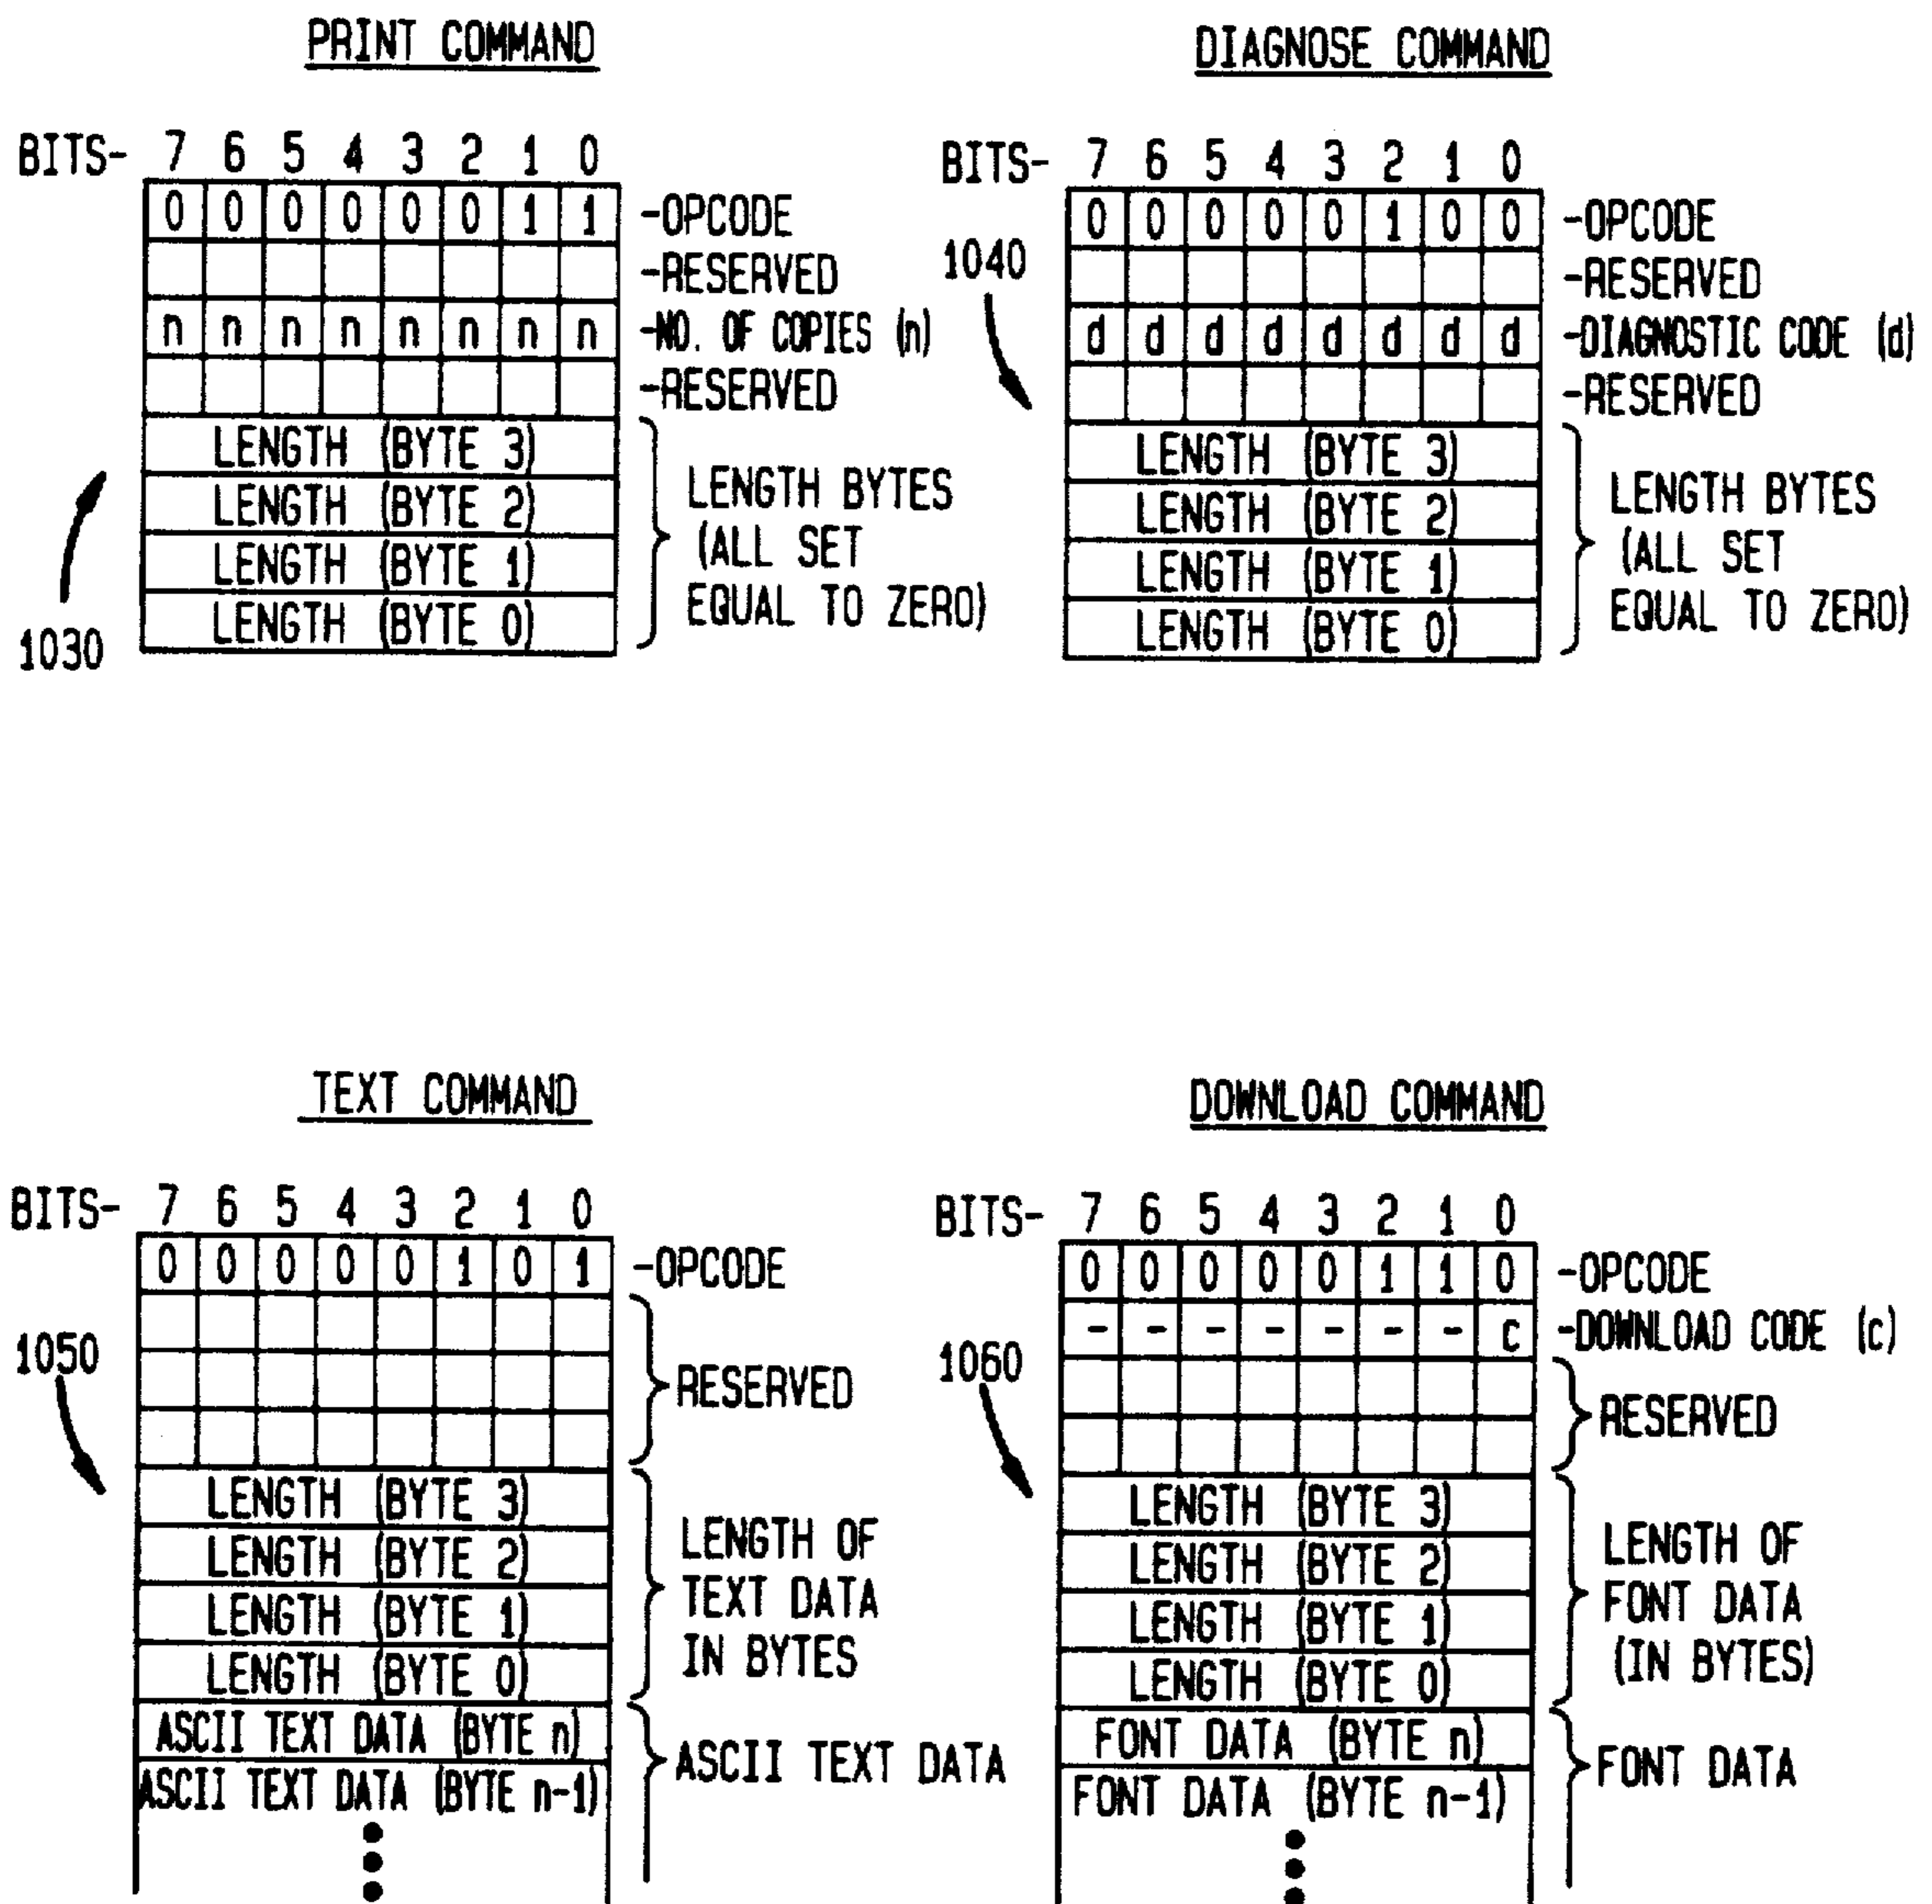 PRINT COMMAND
BITS- 7 6 5 4 3 2 1 0
0 0 0 0 0 0 1 1 -OPCODE
-RESERVED
n n n n n n n n -NO. OF COPIES (n)
-RESERVED
LENGTH (BYTE 3)
LENGTH (BYTE 2)
LENGTH (BYTE 1)
LENGTH (BYTE 0)
LENGTH BYTES
(ALL SET
EQUAL TO ZERO)
1030
DIAGNOSE COMMAND
BITS- 7 6 5 4 3 2 1 0
0 0 0 0 0 1 0 0 -OPCODE
-RESERVED
d d d d d d d d -DIAGNOSTIC CODE (d)
-RESERVED
LENGTH (BYTE 3)
LENGTH (BYTE 2)
LENGTH (BYTE 1)
LENGTH (BYTE 0)
LENGTH BYTES
(ALL SET
EQUAL TO ZERO)
1040
TEXT COMMAND
BITS- 7 6 5 4 3 2 1 0
0 0 0 0 0 1 0 1 -OPCODE
RESERVED
LENGTH (BYTE 3)
LENGTH (BYTE 2)
LENGTH (BYTE 1)
LENGTH (BYTE 0)
LENGTH OF
TEXT DATA
IN BYTES
ASCII TEXT DATA (BYTE n)
ASCII TEXT DATA (BYTE n-1)
ASCII TEXT DATA
1050
DOWNLOAD COMMAND
BITS- 7 6 5 4 3 2 1 0
0 0 0 0 0 1 1 0 -OPCODE
- - - - - - - c -DOWNLOAD CODE (c)
RESERVED
LENGTH (BYTE 3)
LENGTH (BYTE 2)
LENGTH (BYTE 1)
LENGTH (BYTE 0)
LENGTH OF
FONT DATA
(IN BYTES)
FONT DATA (BYTE n)
FONT DATA (BYTE n-1)
FONT DATA
1060